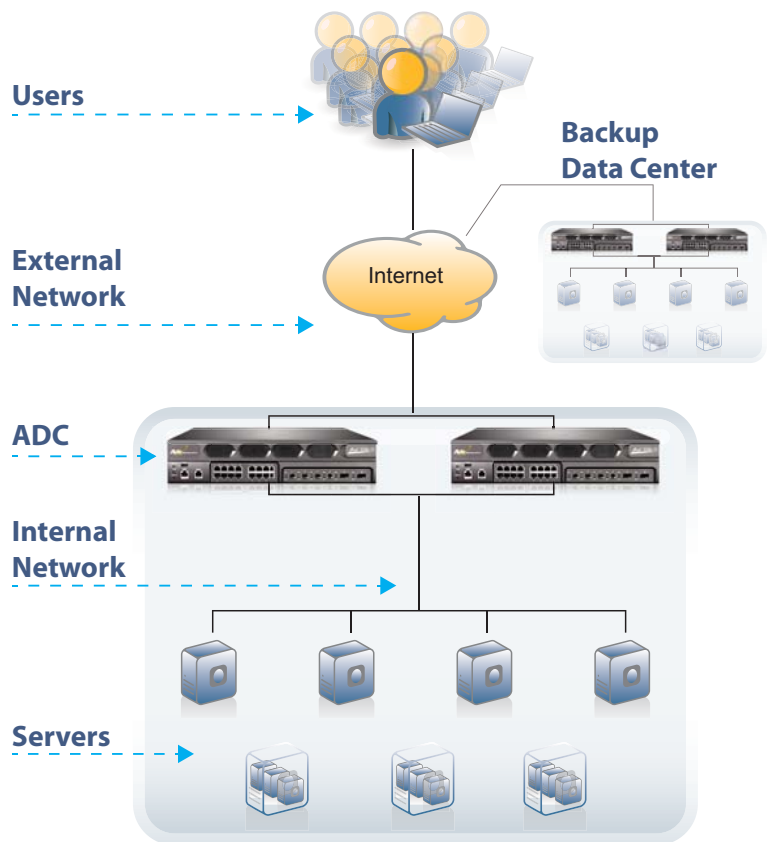 Users
Backup
Data Center
External
Network
Internet
ADC
Internal
Network
Servers